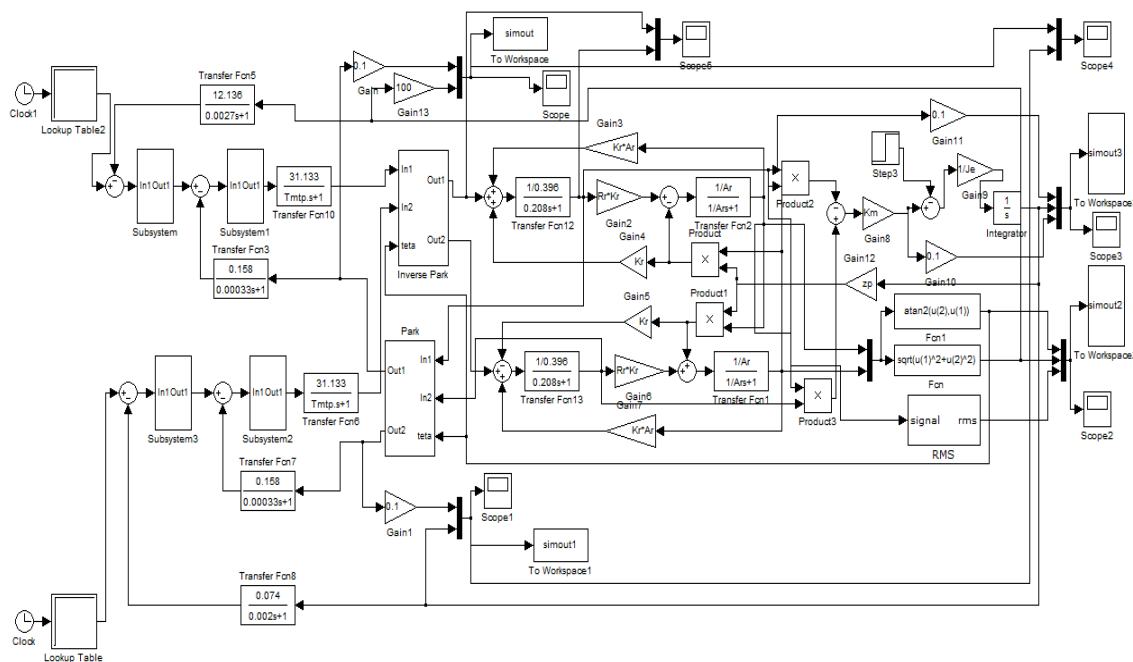 simout
To Workspace
Scope5
Scope4
0.1
Gain
100
Gain13
Scope
Transfer Fcn5
12.136
0.0027s+1
Clock1
Lookup Table2
Gain3
Kr*Ar
0.1
Gain11
simout3
To Workspace
Scope3
Step3
1/Je
Gain9
1
s
Integrator
In1Out1
Subsystem
In1Out1
Subsystem1
31.133
Tmtp.s+1
Transfer Fcn10
In1
In2
teta
Out1
Out2
Inverse Park
1/0.396
0.208s+1
Transfer Fcn12
Rr*Kr
Gain2
1/Ar
1/Ars+1
Transfer Fcn2
X
Product2
Km
Gain8
Transfer Fcn3
0.158
0.00033s+1
Gain4
Kr
Product
X
0.1
Gain10
Gain12
zp
Product1
X
Gain5
Kr
simout2
To Workspace
atan2(u(2),u(1))
Fcn1
sqrt(u(1)^2+u(2)^2)
Fcn
signal
rms
RMS
Scope2
Park
In1
In2
teta
Out1
Out2
1/0.396
0.208s+1
Transfer Fcn13
Rr*Kr
Gain6
1/Ar
1/Ars+1
Transfer Fcn1
X
Product3
Gain7
Kr*Ar
In1Out1
Subsystem3
In1Out1
Subsystem2
31.133
Tmtp.s+1
Transfer Fcn6
Transfer Fcn7
0.158
0.00033s+1
0.1
Gain1
Scope1
simout1
To Workspace1
Transfer Fcn8
0.074
0.002s+1
Clock
Lookup Table